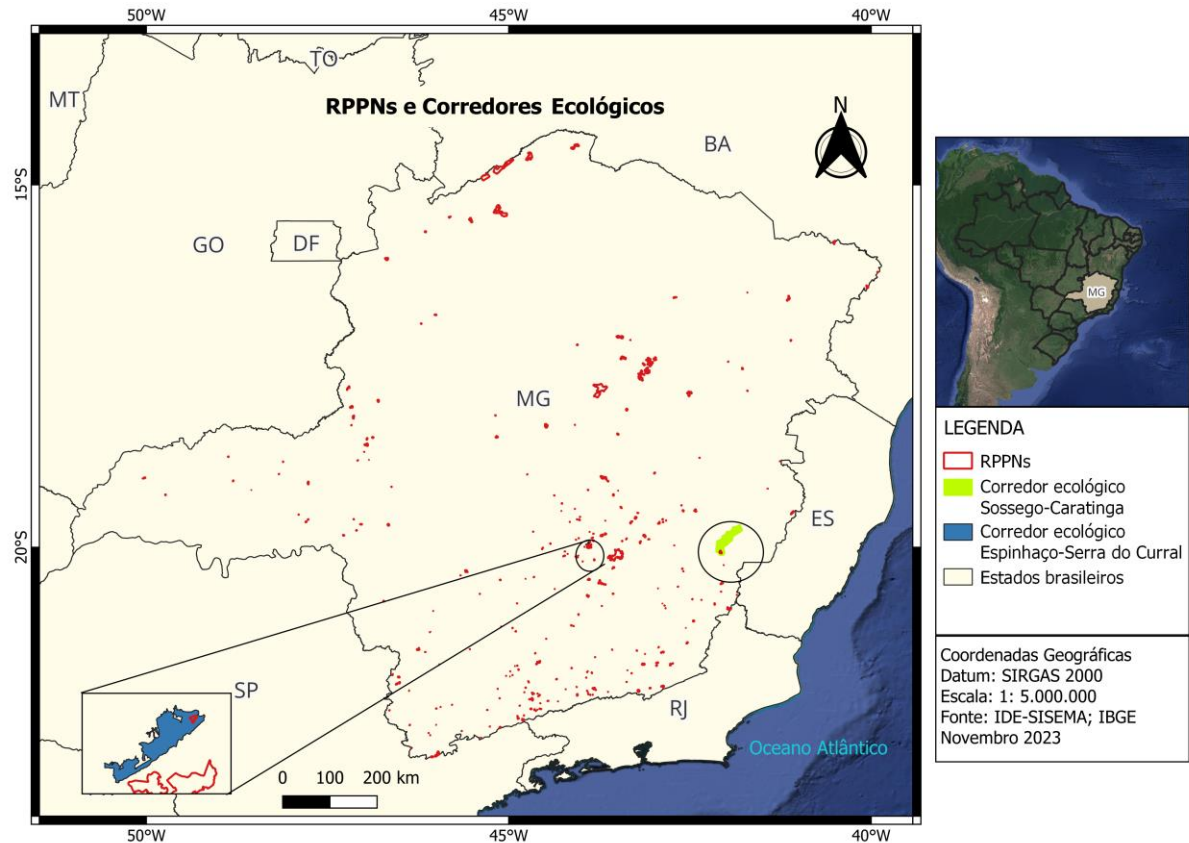 50°W 45°W 40°W
TO
MT
RPPNs e Corredores Ecológicos
N
BA
15°S
15°S
GO
DF
MG
MG
LEGENDA
RPPNs
Corredor ecológico
Sossego-Caratinga
Corredor ecológico
Espinhaço-Serra do Curral
Estados brasileiros
ES
20°S
20°S
Coordenadas Geográficas
Datum: SIRGAS 2000
Escala: 1: 5.000.000
Fonte: IDE-SISEMA; IBGE
Novembro 2023
SP
RJ
Oceano Atlântico
0 100 200 km
50°W 45°W 40°W